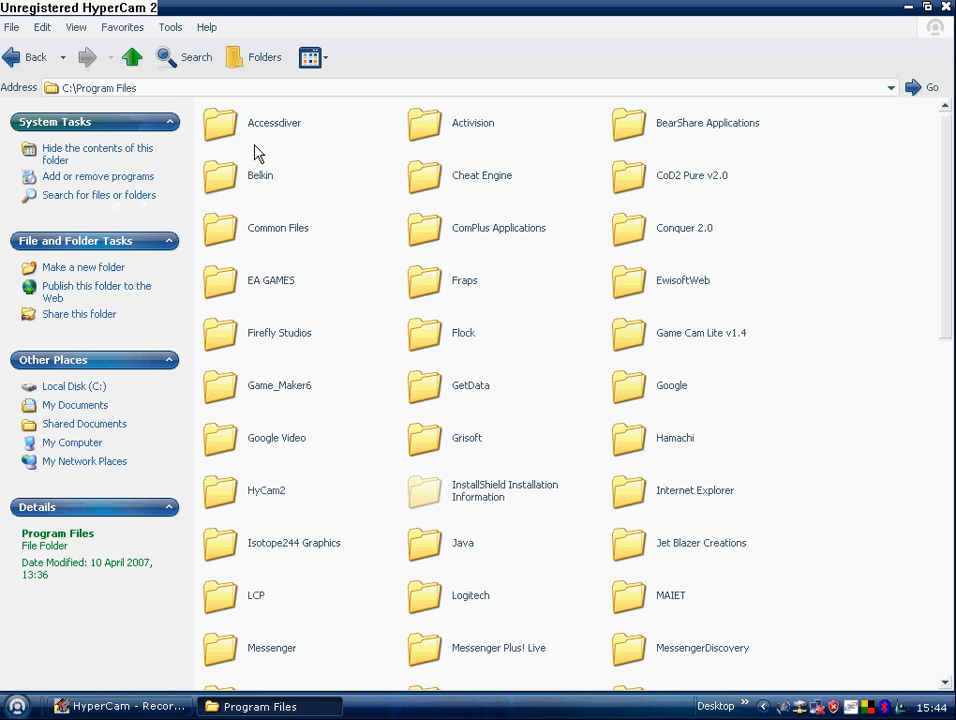 Unregistered HyperCam 2
File Edit View Favorites Tools Help
Back Search Folders
Address C:\Program Files Go
System Tasks
Hide the contents of this
folder
Add or remove programs
Search for files or folders
File and Folder Tasks
Make a new folder
Publish this folder to the
Web
Share this folder
Other Places
Local Disk (C:)
My Documents
Shared Documents
My Computer
My Network Places
Details
Program Files
File Folder
Date Modified: 10 April 2007,
13:36
Accessdiver Activision BearShare Applications
Belkin Cheat Engine CoD2 Pure v2.0
Common Files ComPlus Applications Conquer 2.0
EA GAMES Fraps EwisoftWeb
Firefly Studios Flock Game Cam Lite v1.4
Game_Maker6 GetData Google
Google Video Grisoft Hamachi
HyCam2 InstallShield Installation Internet Explorer
Information
Isotope244 Graphics Java Jet Blazer Creations
LCP Logitech MAIET
Messenger Messenger Plus! Live MessengerDiscovery
HyperCam - Recor... Program Files Desktop 15:44